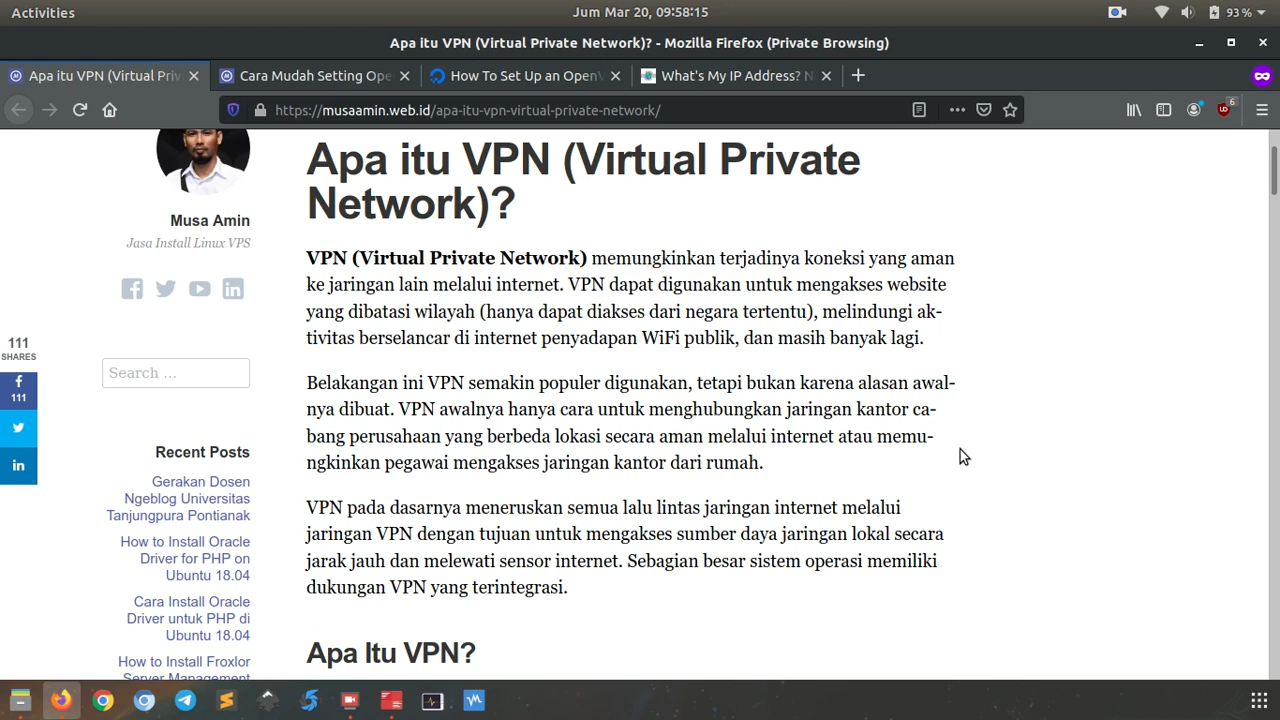 Activities
Jum Mar 20, 09:58:15
93 %
Apa itu VPN (Virtual Private Network)? - Mozilla Firefox (Private Browsing)
Apa itu VPN (Virtual Priv
Cara Mudah Setting Ope
How To Set Up an OpenV
What's My IP Address? N
https://musaamin.web.id/apa-itu-vpn-virtual-private-network/
6
Musa Amin
Jasa Install Linux VPS
111
SHARES
111
Search ...
Recent Posts
Gerakan Dosen
Ngeblog Universitas
Tanjungpura Pontianak
How to Install Oracle
Driver for PHP on
Ubuntu 18.04
Cara Install Oracle
Driver untuk PHP di
Ubuntu 18.04
How to Install Froxlor
Server Management
Apa itu VPN (Virtual Private
Network)?
VPN (Virtual Private Network) memungkinkan terjadinya koneksi yang aman
ke jaringan lain melalui internet. VPN dapat digunakan untuk mengakses website
yang dibatasi wilayah (hanya dapat diakses dari negara tertentu), melindungi ak-
tivitas berselancar di internet penyadapan WiFi publik, dan masih banyak lagi.
Belakangan ini VPN semakin populer digunakan, tetapi bukan karena alasan awal-
nya dibuat. VPN awalnya hanya cara untuk menghubungkan jaringan kantor ca-
bang perusahaan yang berbeda lokasi secara aman melalui internet atau memu-
ngkinkan pegawai mengakses jaringan kantor dari rumah.
VPN pada dasarnya meneruskan semua lalu lintas jaringan internet melalui
jaringan VPN dengan tujuan untuk mengakses sumber daya jaringan lokal secara
jarak jauh dan melewati sensor internet. Sebagian besar sistem operasi memiliki
dukungan VPN yang terintegrasi.
Apa Itu VPN?